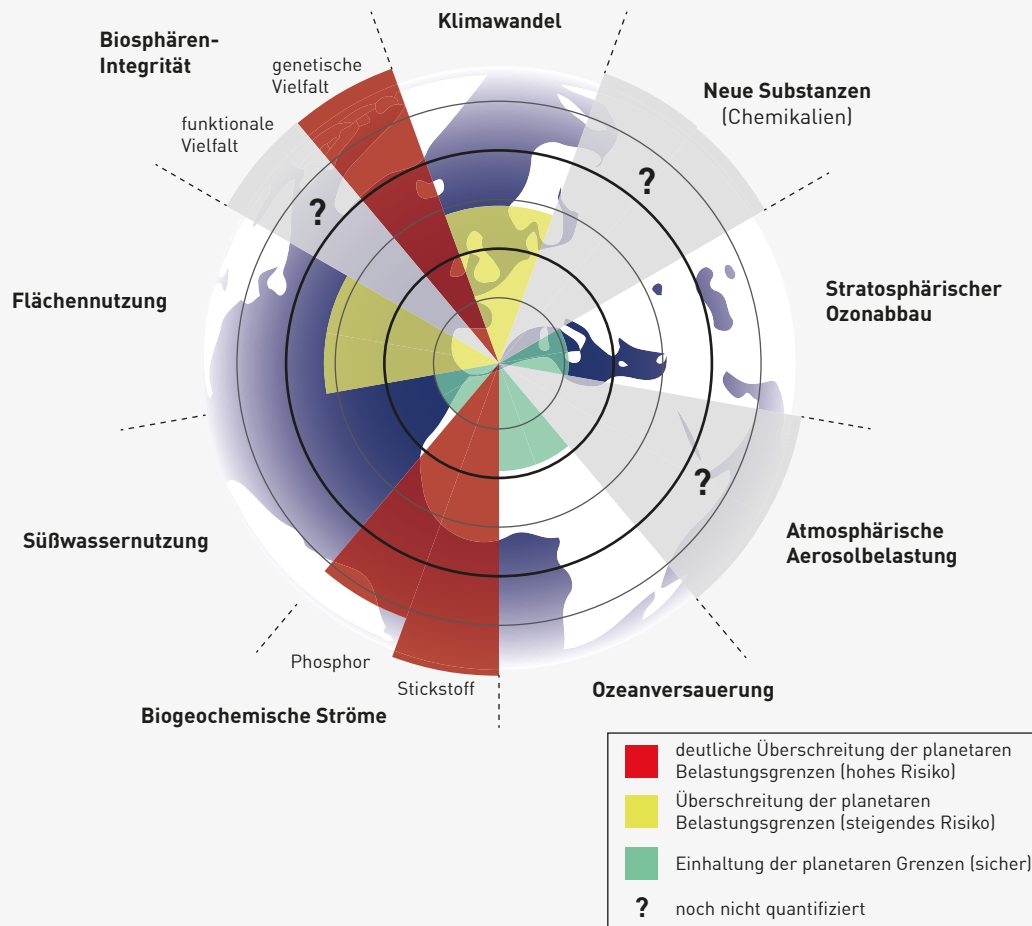 Klimawandel
Biosphären-
Integrität
genetische
Vielfalt
funktionale
Vielfalt
Neue Substanzen
(Chemikalien)
?
?
Flächennutzung
Stratosphärischer
Ozonabbau
?
Süßwassernutzung
Atmosphärische
Aerosolbelastung
Phosphor
Stickstoff
Biogeochemische Ströme
Ozeanversauerung
deutliche Überschreitung der planetaren
Belastungsgrenzen (hohes Risiko)
Überschreitung der planetaren
Belastungsgrenzen (steigendes Risiko)
Einhaltung der planetaren Grenzen (sicher)
? noch nicht quantifiziert